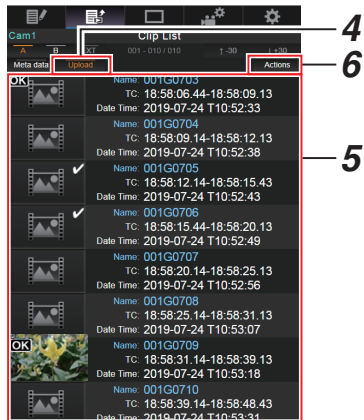 Cam1 Clip List
A B EXT 001 - 010 / 010 ↑ -30 ↓ +30
Meta data Upload Actions
4
6
5
OK Name: 001G0703
TC: 18:58:06.44-18:58:09.13
Date Time: 2019-07-24 T10:52:33
Name: 001G0704
TC: 18:58:09.14-18:58:12.13
Date Time: 2019-07-24 T10:52:38
Name: 001G0705
TC: 18:58:12.14-18:58:15.43
Date Time: 2019-07-24 T10:52:43
Name: 001G0706
TC: 18:58:15.44-18:58:20.13
Date Time: 2019-07-24 T10:52:49
Name: 001G0707
TC: 18:58:20.14-18:58:25.13
Date Time: 2019-07-24 T10:52:56
Name: 001G0708
TC: 18:58:25.14-18:58:31.13
Date Time: 2019-07-24 T10:53:07
OK Name: 001G0709
TC: 18:58:31.14-18:58:39.13
Date Time: 2019-07-24 T10:53:18
Name: 001G0710
TC: 18:58:39.14-18:58:48.43
Date Time: 2019-07-24 T10:53:31